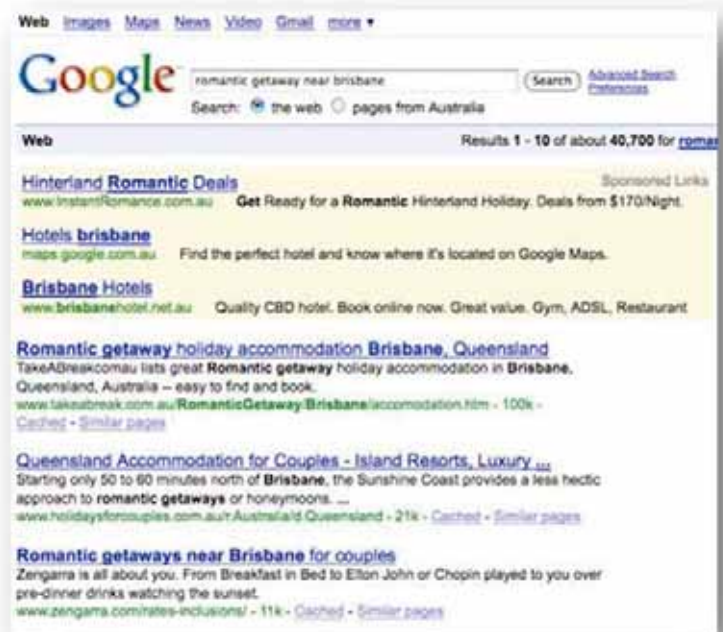 Web Images Maps News Video Gmail more ▼
Google romantic getaway near brisbane Search Advanced Search
Preferences
Search: the web pages from Australia
Web Results 1 - 10 of about 40,700 for roman
Hinterland Romantic Deals Sponsored Links
www.InstantRomance.com.au Get Ready for a Romantic Hinterland Holiday. Deals from $170/Night.
Hotels brisbane
maps.google.com.au Find the perfect hotel and know where it's located on Google Maps.
Brisbane Hotels
www.brisbanehotel.net.au Quality CBD hotel. Book online now. Great value. Gym, ADSL, Restaurant
Romantic getaway holiday accommodation Brisbane, Queensland
TakeABreakcomau lists great Romantic getaway holiday accommodation in Brisbane,
Queensland, Australia -- easy to find and book.
www.takeabreak.com.au/RomanticGetaway/Brisbane/accomodation.htm - 100k -
Cached - Similar pages
Queensland Accommodation for Couples - Island Resorts, Luxury ...
Starting only 50 to 60 minutes north of Brisbane, the Sunshine Coast provides a less hectic
approach to romantic getaways or honeymoons. ...
www.holidaysforcouples.com.au/r.Australia/d.Queensland - 21k - Cached - Similar pages
Romantic getaways near Brisbane for couples
Zengarra is all about you. From Breakfast in Bed to Elton John or Chopin played to you over
pre-dinner drinks watching the sunset.
www.zengarra.com/rates-inclusions/ - 11k - Cached - Similar pages